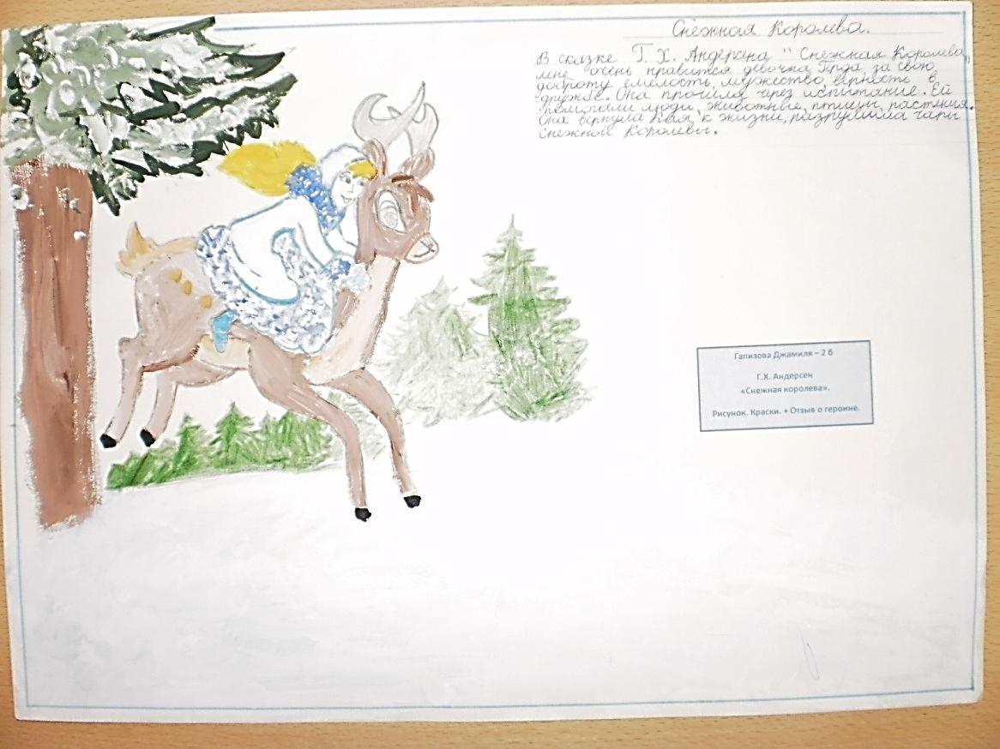 Снежная Королева.
В сказке Г. Х. Андерсена "Снежная Королева"
мне очень нравится девочка Герда за свою
доброту, смелость, мужество, верность в
дружбе. Она прошла через испытание. Ей
помогали люди, животные, птицы, растения.
Она вернула Кая к жизни, разрушила чары
Снежной Королевы.
Гапизова Джамиля – 2 б
Г.Х. Андерсен
«Снежная королева».
Рисунок. Краски. + Отзыв о героине.